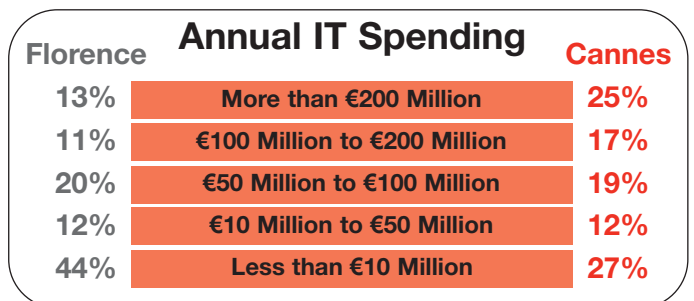 Annual IT Spending
Florence Cannes
13% More than €200 Million 25%
11% €100 Million to €200 Million 17%
20% €50 Million to €100 Million 19%
12% €10 Million to €50 Million 12%
44% Less than €10 Million 27%